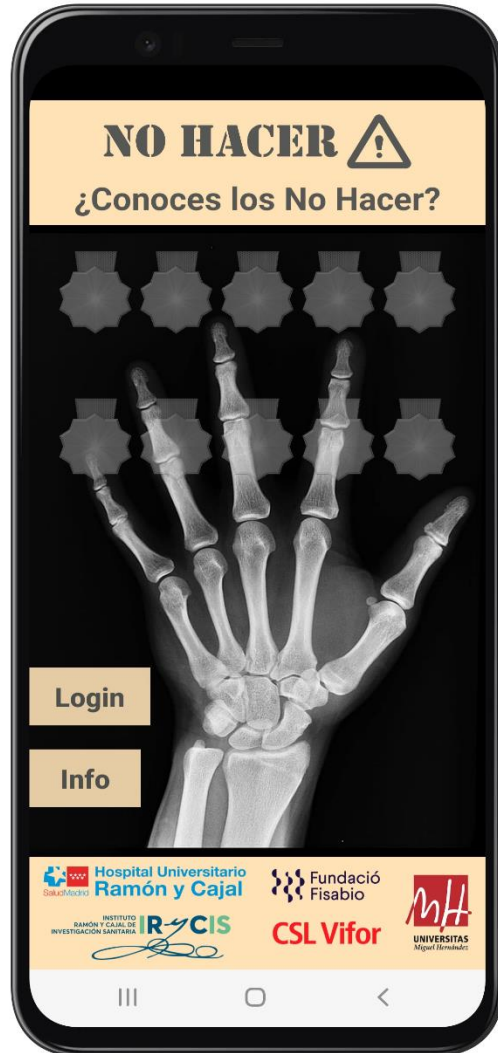 NO HACER
¿Conoces los No Hacer?
Login
Info
SaludMadrid
Hospital Universitario
Ramón y Cajal
Fundació
Fisabio
INSTITUTO
RAMÓN Y CAJAL DE
INVESTIGACIÓN SANITARIA
IRyCIS
CSL Vifor
MH
UNIVERSITAS
Miguel Hernández